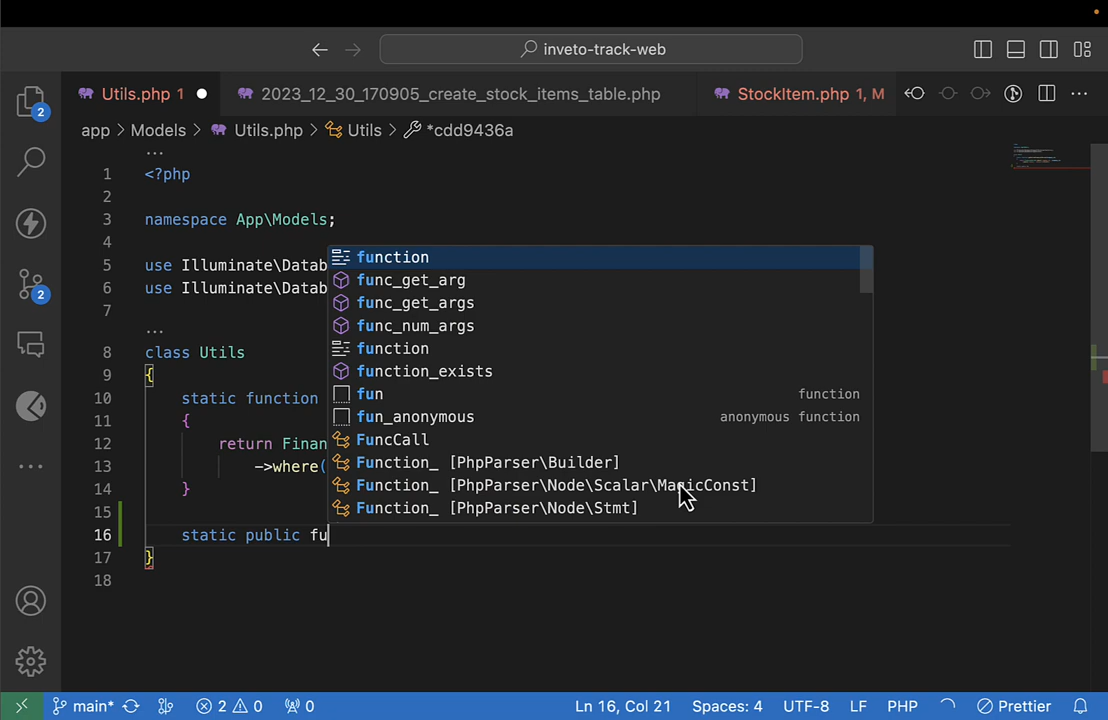 inveto-track-web
Utils.php 1
2023_12_30_170905_create_stock_items_table.php
StockItem.php 1, M
app > Models > Utils.php > Utils > *cdd9436a
1 <?php
2
3 namespace App\Models;
4
5 use Illuminate\Datab
6 use Illuminate\Datab
7
8 class Utils
9 {
10 static function
11 {
12 return Finan
13 ->where(
14 }
15
16 static public fu
17 }
18
function
func_get_arg
func_get_args
func_num_args
function
function_exists
fun function
fun_anonymous anonymous function
FuncCall
Function_ [PhpParser\Builder]
Function_ [PhpParser\Node\Scalar\MagicConst]
Function_ [PhpParser\Node\Stmt]
2
2
main* 2 0 0 Ln 16, Col 21 Spaces: 4 UTF-8 LF PHP Prettier